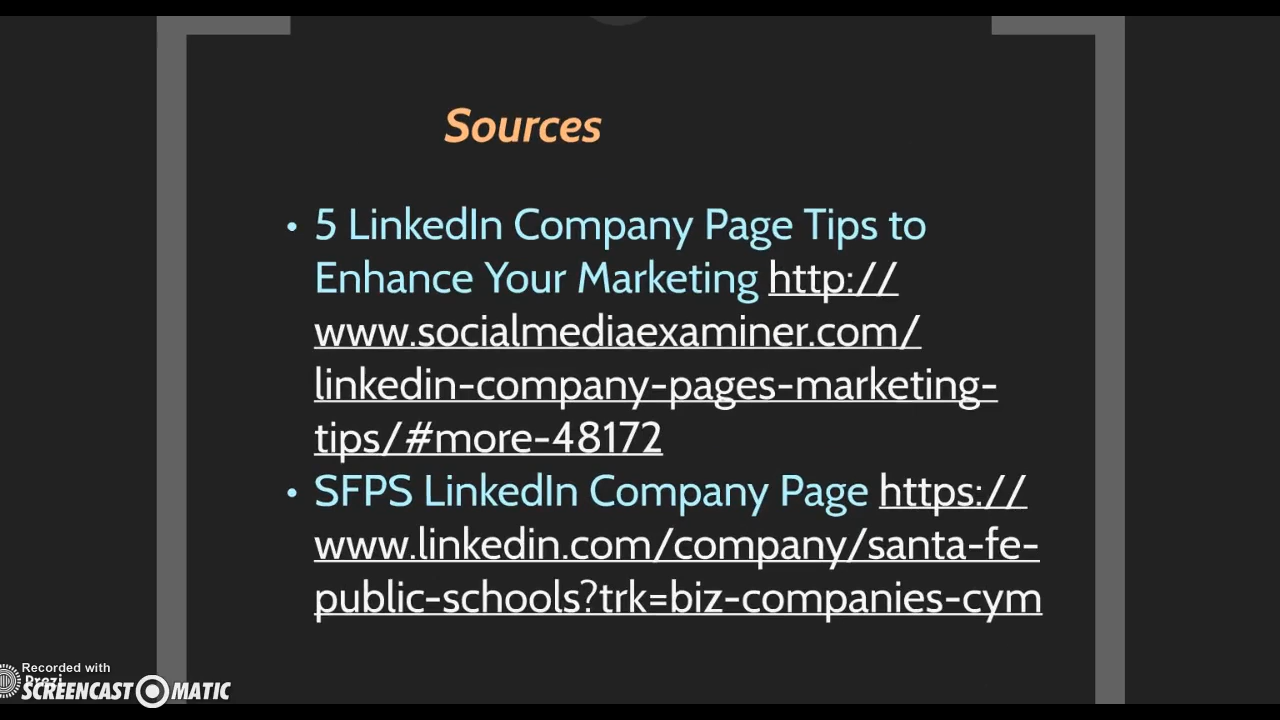 Sources
• 5 LinkedIn Company Page Tips to
Enhance Your Marketing http://
www.socialmediaexaminer.com/
linkedin-company-pages-marketing-
tips/#more-48172
• SFPS LinkedIn Company Page https://
www.linkedin.com/company/santa-fe-
public-schools?trk=biz-companies-cym
Recorded with
Prezi
SCREENCAST MATIC